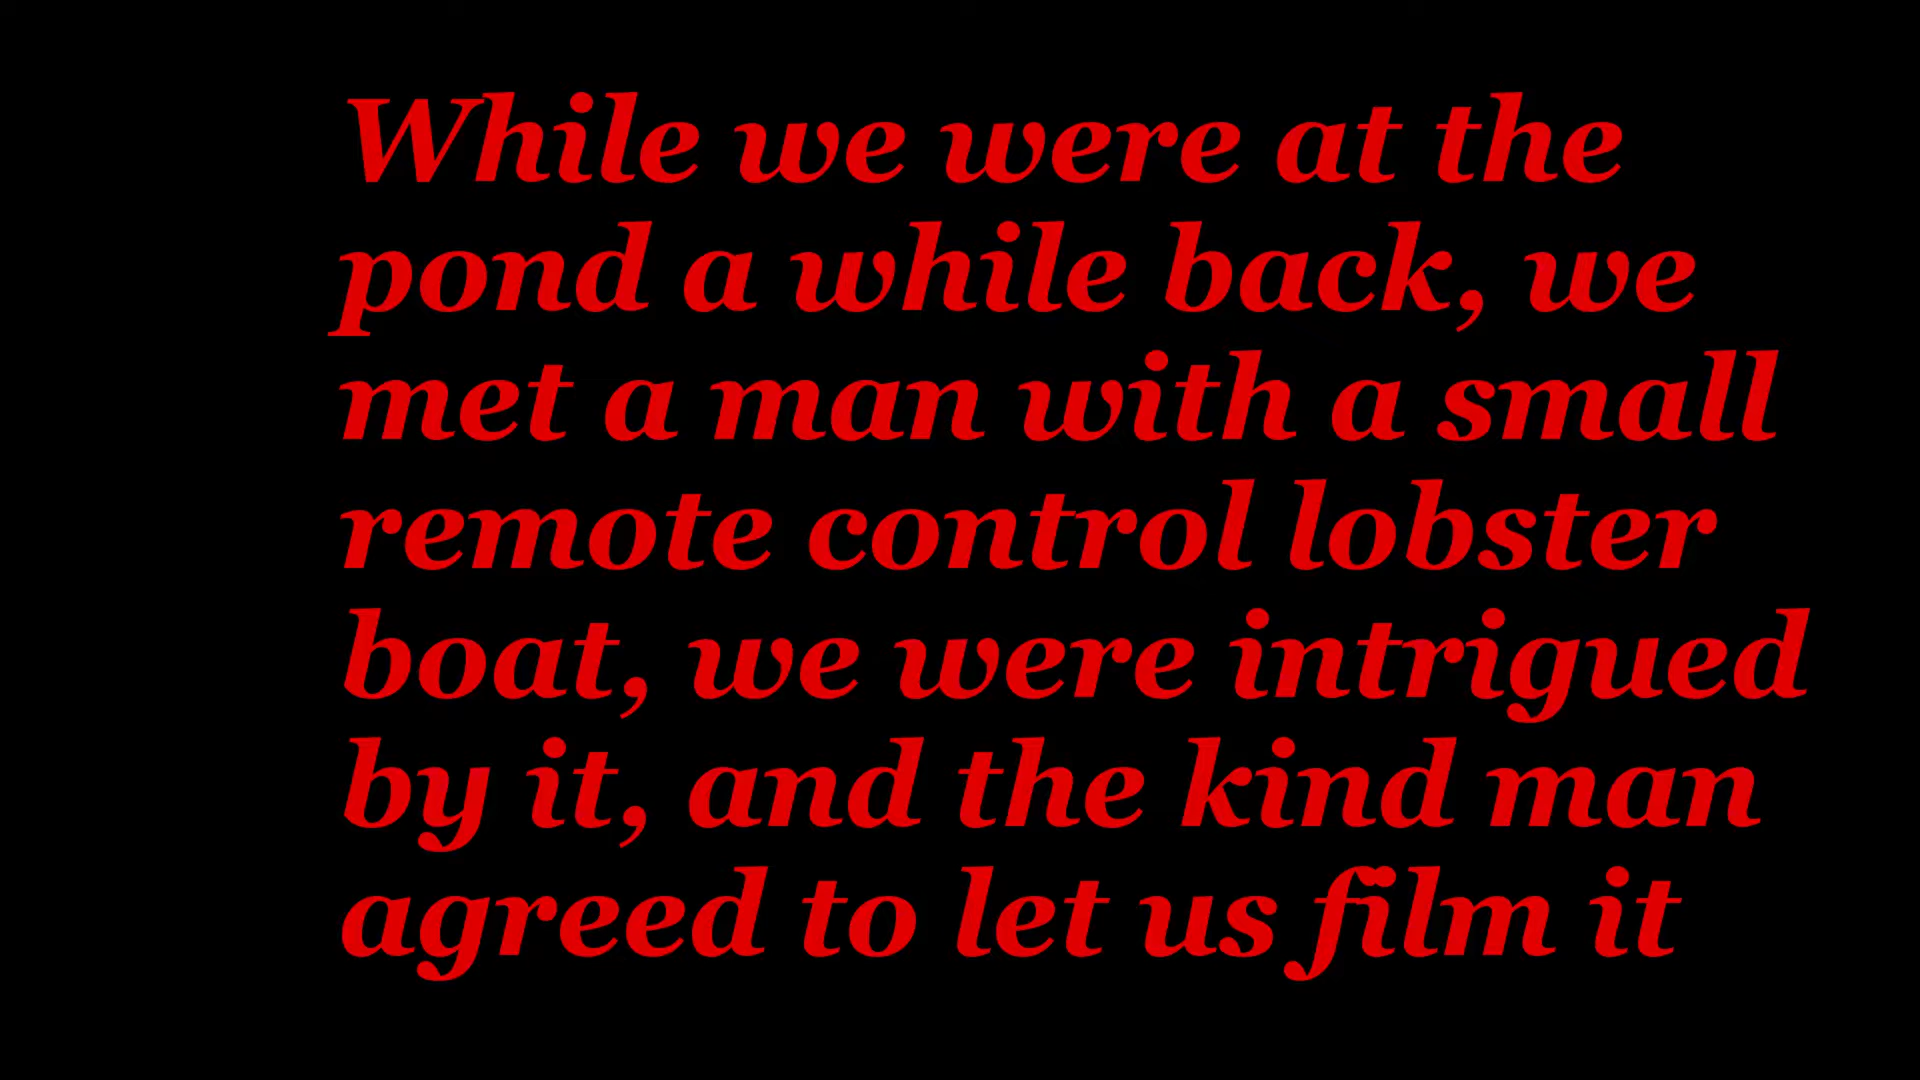 While we were at the
pond a while back, we
met a man with a small
remote control lobster
boat, we were intrigued
by it, and the kind man
agreed to let us film it